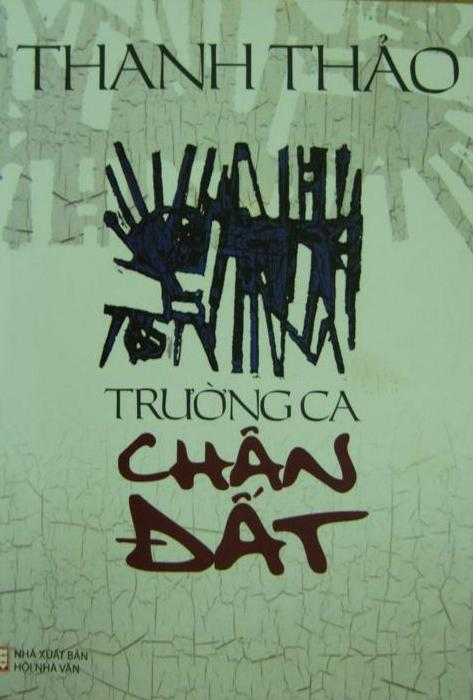 THANH THẢO
TRƯỜNG CA
CHÂN
ĐẤT
NHÀ XUẤT BẢN
HỘI NHÀ VĂN